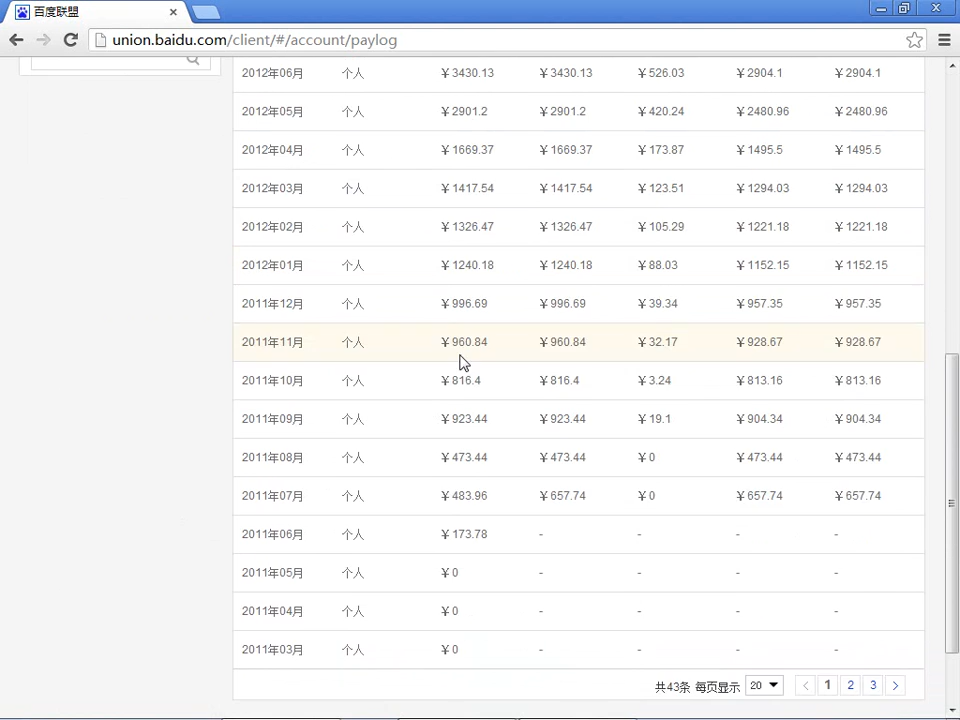 百度联盟
union.baidu.com/client/#/account/paylog
2012年06月 个人 ¥3430.13 ¥3430.13 ¥526.03 ¥2904.1 ¥2904.1
2012年05月 个人 ¥2901.2 ¥2901.2 ¥420.24 ¥2480.96 ¥2480.96
2012年04月 个人 ¥1669.37 ¥1669.37 ¥173.87 ¥1495.5 ¥1495.5
2012年03月 个人 ¥1417.54 ¥1417.54 ¥123.51 ¥1294.03 ¥1294.03
2012年02月 个人 ¥1326.47 ¥1326.47 ¥105.29 ¥1221.18 ¥1221.18
2012年01月 个人 ¥1240.18 ¥1240.18 ¥88.03 ¥1152.15 ¥1152.15
2011年12月 个人 ¥996.69 ¥996.69 ¥39.34 ¥957.35 ¥957.35
2011年11月 个人 ¥960.84 ¥960.84 ¥32.17 ¥928.67 ¥928.67
2011年10月 个人 ¥816.4 ¥816.4 ¥3.24 ¥813.16 ¥813.16
2011年09月 个人 ¥923.44 ¥923.44 ¥19.1 ¥904.34 ¥904.34
2011年08月 个人 ¥473.44 ¥473.44 ¥0 ¥473.44 ¥473.44
2011年07月 个人 ¥483.96 ¥657.74 ¥0 ¥657.74 ¥657.74
2011年06月 个人 ¥173.78 - - - -
2011年05月 个人 ¥0 - - - -
2011年04月 个人 ¥0 - - - -
2011年03月 个人 ¥0 - - - -
共43条 每页显示 20 < 1 2 3 >